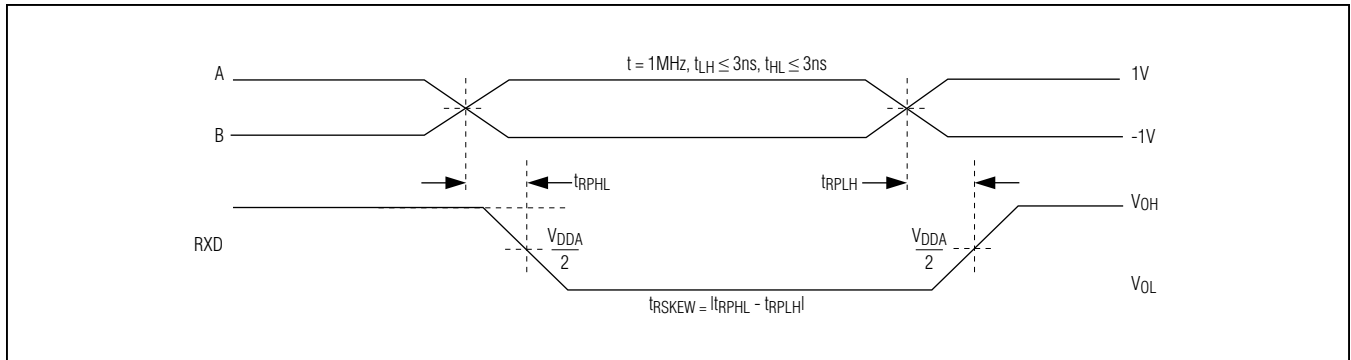 t = 1MHz, tLH ≤ 3ns, tHL ≤ 3ns
A
1V
B
-1V
tRPHL
tRPLH
VOH
RXD
VDDA
2
VDDA
2
VOL
tRSKEW = |tRPHL - tRPLH|